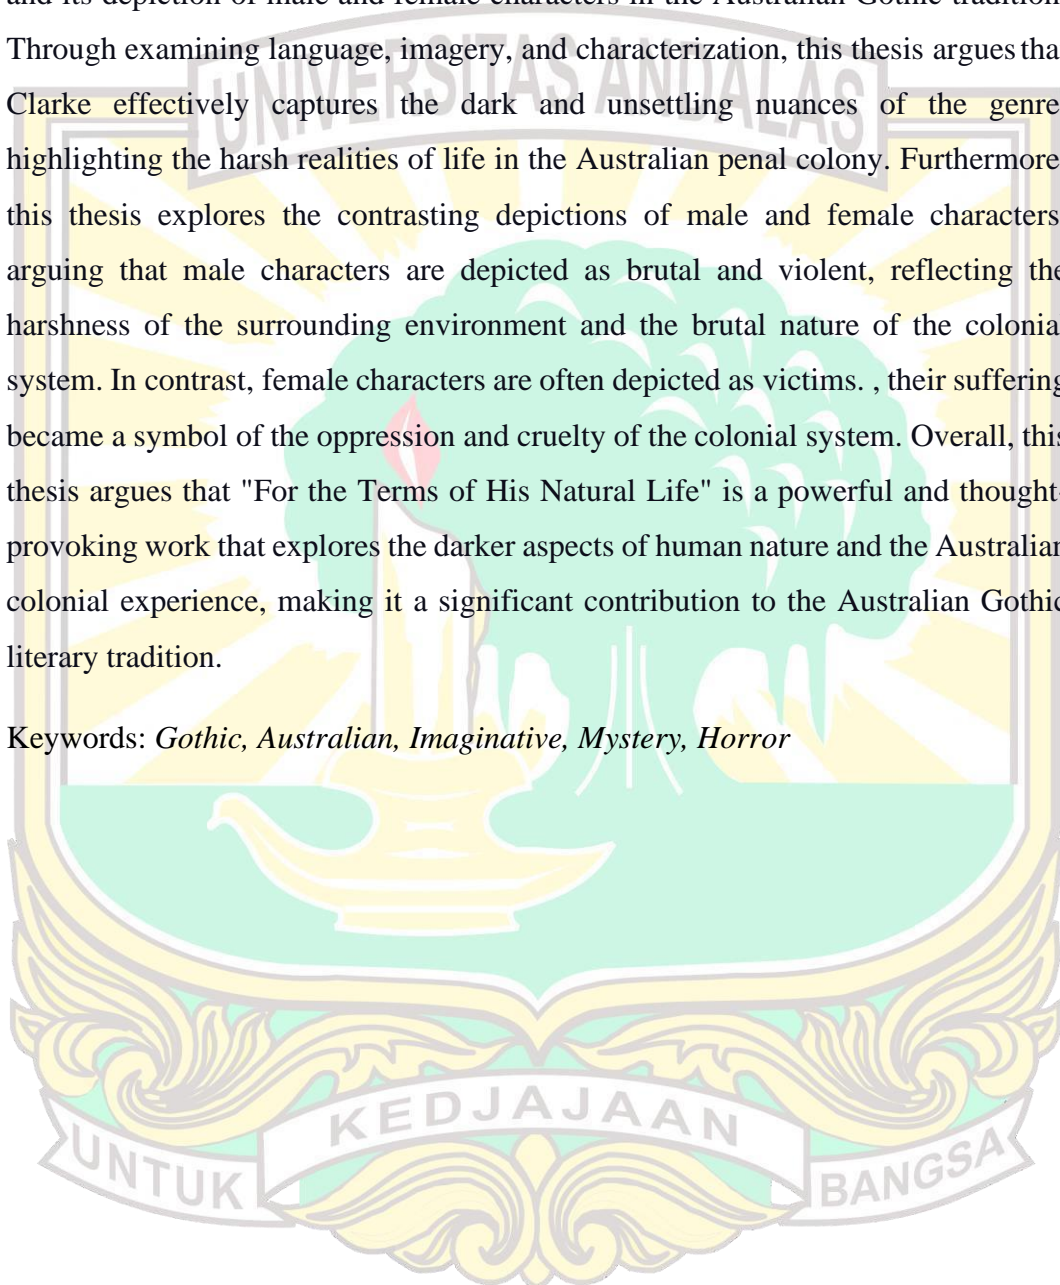 and its depiction of male and female characters in the Australian Gothic tradition
Through examining language, imagery, and characterization, this thesis argues tha
Clarke effectively captures the dark and unsettling nuances of the genre
highlighting the harsh realities of life in the Australian penal colony. Furthermore
this thesis explores the contrasting depictions of male and female characters
arguing that male characters are depicted as brutal and violent, reflecting the
harshness of the surrounding environment and the brutal nature of the colonia
system. In contrast, female characters are often depicted as victims. , their suffering
became a symbol of the oppression and cruelty of the colonial system. Overall, this
thesis argues that "For the Terms of His Natural Life" is a powerful and thought-
provoking work that explores the darker aspects of human nature and the Australian
colonial experience, making it a significant contribution to the Australian Gothic
literary tradition.
Keywords: Gothic, Australian, Imaginative, Mystery, Horror
UNIVERSITAS ANDALAS
UNTUK
KEDJAJAAN
BANGSA